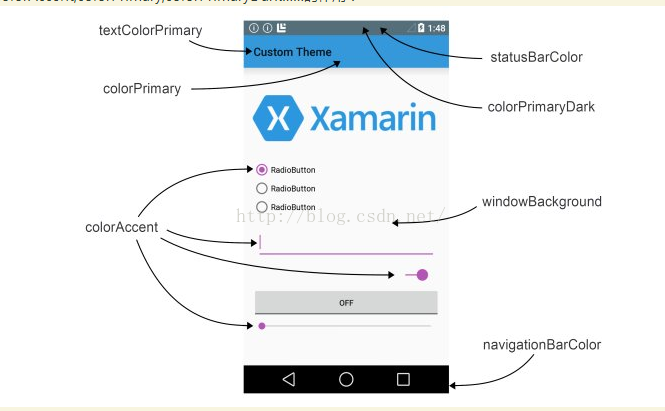 textColorPrimary
1:48
Custom Theme
statusBarColor
colorPrimary
colorPrimaryDark
Xamarin
RadioButton
RadioButton
RadioButton
windowBackground
http://blog.csdn.net/
colorAccent
OFF
navigationBarColor